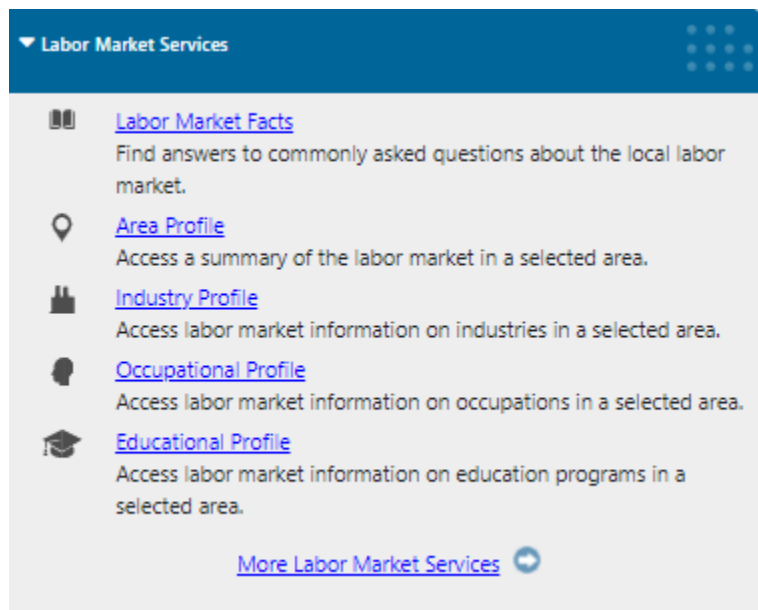 Labor Market Services
Labor Market Facts
Find answers to commonly asked questions about the local labor
market.
Area Profile
Access a summary of the labor market in a selected area.
Industry Profile
Access labor market information on industries in a selected area.
Occupational Profile
Access labor market information on occupations in a selected area.
Educational Profile
Access labor market information on education programs in a
selected area.
More Labor Market Services